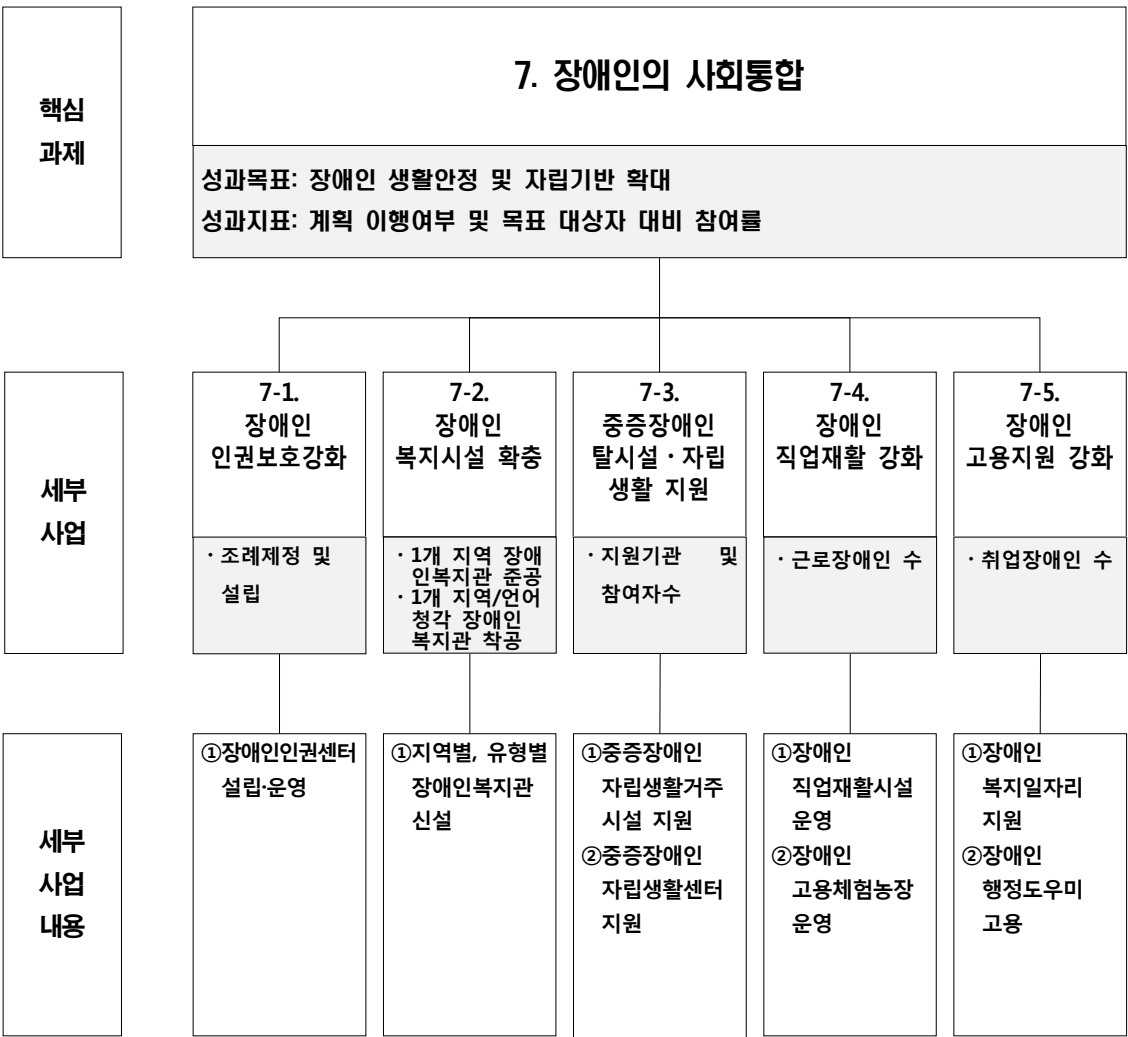 핵심
과제
7. 장애인의 사회통합
성과목표: 장애인 생활안정 및 자립기반 확대
성과지표: 계획 이행여부 및 목표 대상자 대비 참여률
세부
사업
7-1.
장애인
인권보호강화
· 조례제정 및
설립
7-2.
장애인
복지시설 확충
· 1개 지역 장애
인복지관 준공
· 1개 지역/언어
청각 장애인
복지관 착공
7-3.
중증장애인
탈시설 · 자립
생활 지원
· 지원기관 및
참여자수
7-4.
장애인
직업재활 강화
· 근로장애인 수
7-5.
장애인
고용지원 강화
· 취업장애인 수
세부
사업
내용
①장애인인권센터
설립·운영
①지역별, 유형별
장애인복지관
신설
①중증장애인
자립생활거주
시설 지원
②중증장애인
자립생활센터
지원
①장애인
직업재활시설
운영
②장애인
고용체험농장
운영
①장애인
복지일자리
지원
②장애인
행정도우미
고용